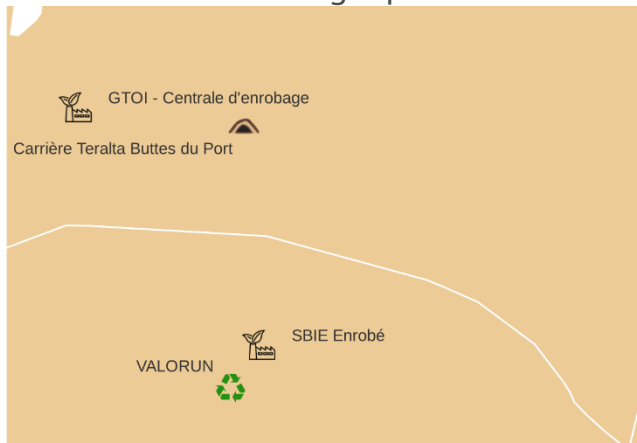 GTOI - Centrale d'enrobage
Carrière Teralta Buttes du Port
SBIE Enrobé
VALORUN